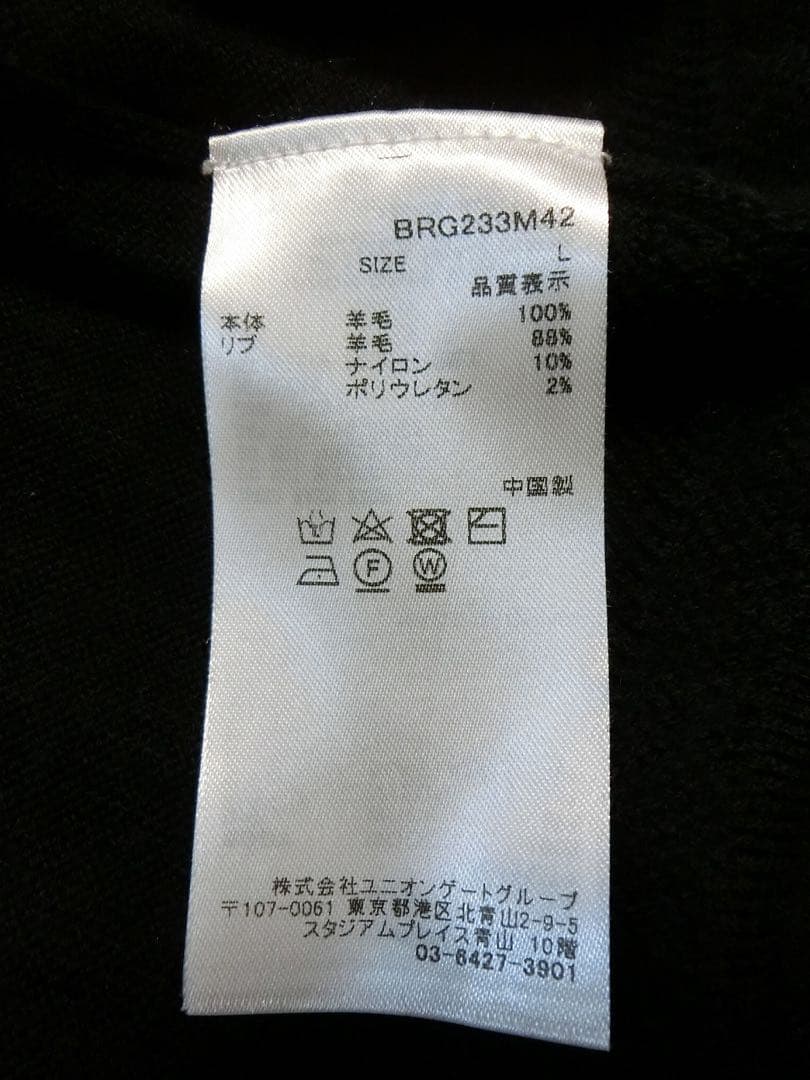 BRG233M42
SIZE L
品質表示
本体 羊毛 100%
リブ 羊毛 88%
ナイロン 10%
ポリウレタン 2%
中国製
F W
株式会社ユニオンゲートグループ
〒107-0061 東京都港区北青山2-9-5
スタジアムプレイス青山 10階
03-6427-3901